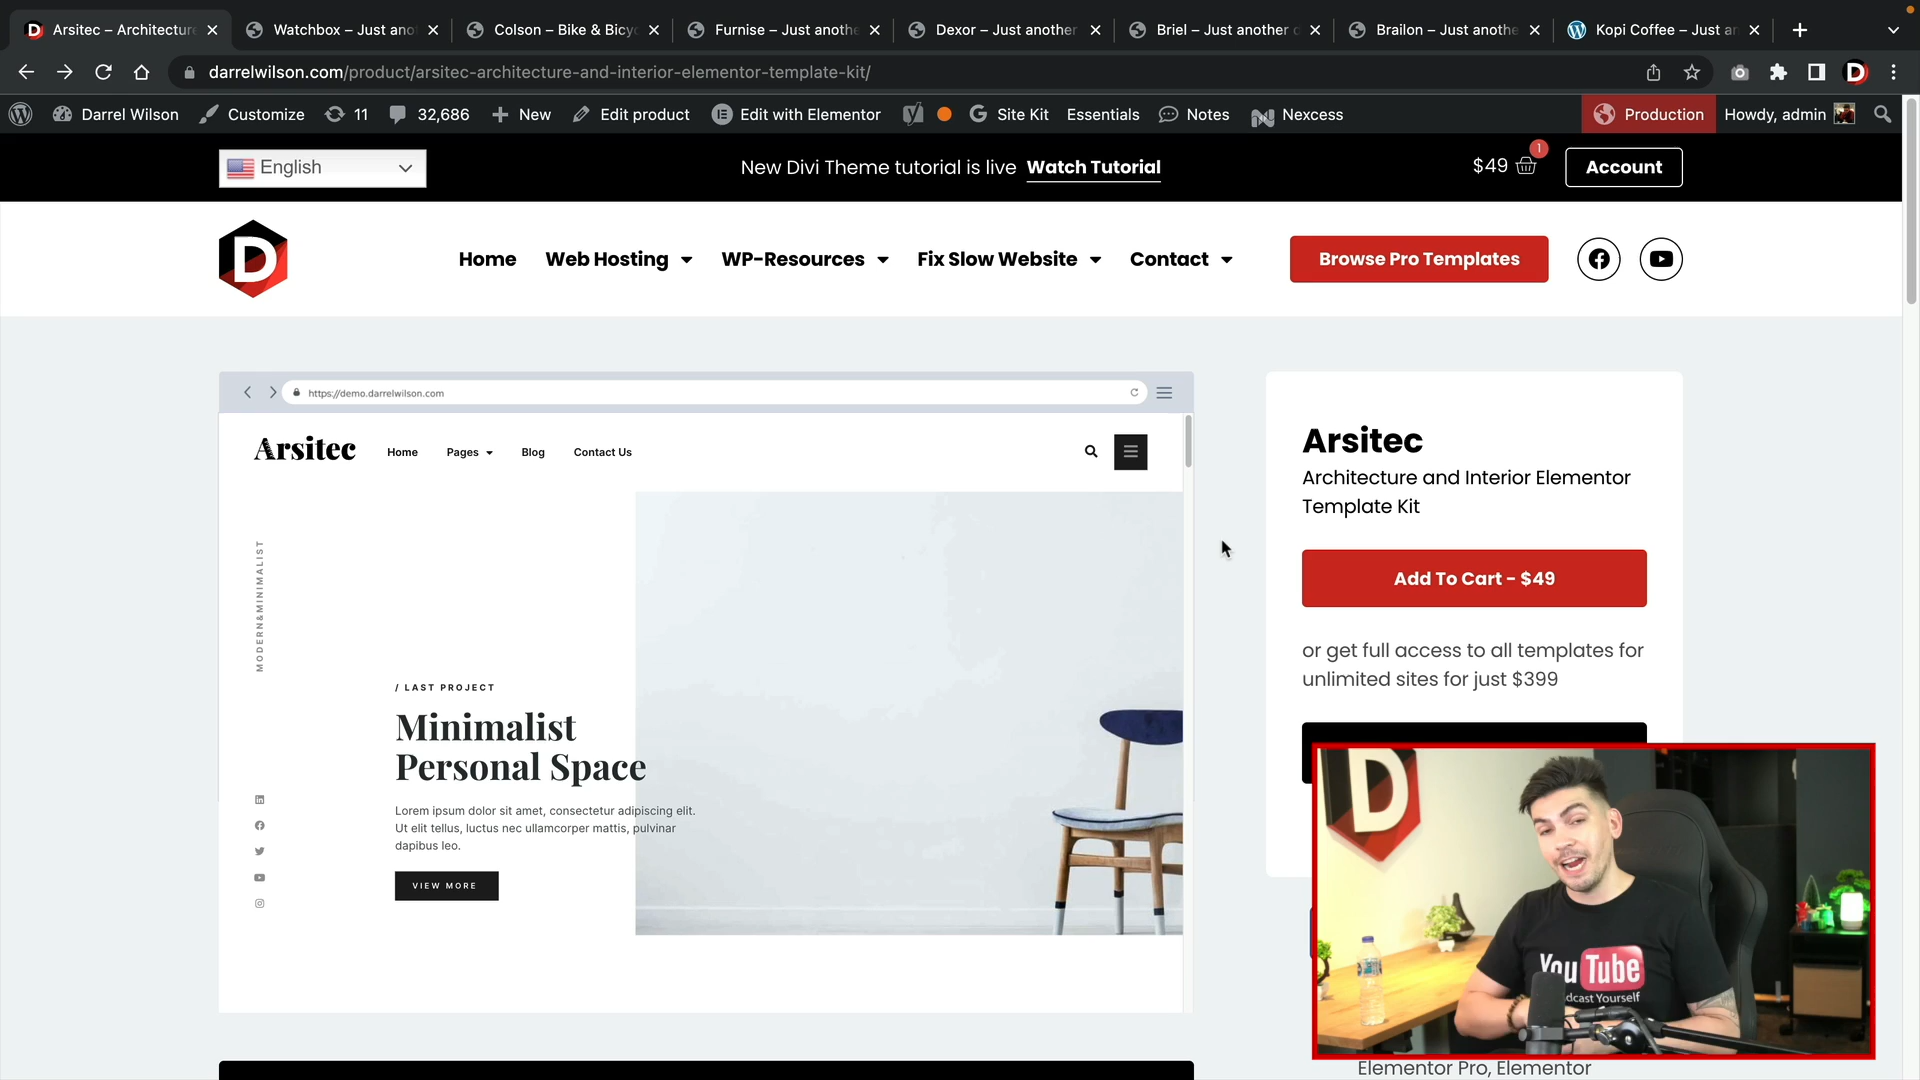 Arsitec – Architecture
Watchbox – Just ano
Colson – Bike & Bicy
Furnise – Just anothe
Dexor – Just another
Briel – Just another
Brailon – Just anothe
Kopi Coffee – Just a
darrelwilson.com/product/arsitec-architecture-and-interior-elementor-template-kit/
Darrel Wilson
Customize
11
32,686
New
Edit product
Edit with Elementor
Site Kit
Essentials
Notes
Nexcess
Production
Howdy, admin
English
New Divi Theme tutorial is live Watch Tutorial
$49
1
Account
D
Home
Web Hosting
WP-Resources
Fix Slow Website
Contact
Browse Pro Templates
https://demo.darrelwilson.com
Arsitec
Home
Pages
Blog
Contact Us
MODERN&MINIMALIST
/ LAST PROJECT
Minimalist
Personal Space
Lorem ipsum dolor sit amet, consectetur adipiscing elit.
Ut elit tellus, luctus nec ullamcorper mattis, pulvinar
dapibus leo.
VIEW MORE
Arsitec
Architecture and Interior Elementor
Template Kit
Add To Cart - $49
or get full access to all templates for
unlimited sites for just $399
D
YouTube
dcast Yourself
Elementor Pro, Elementor